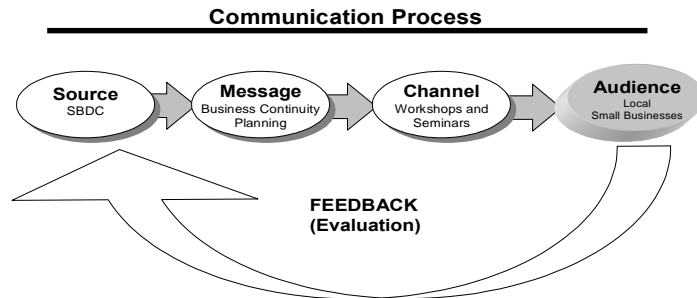 Communication Process
Source
SBDC
Message
Business Continuity
Planning
Channel
Workshops and
Seminars
Audience
Local
Small Businesses
FEEDBACK
(Evaluation)